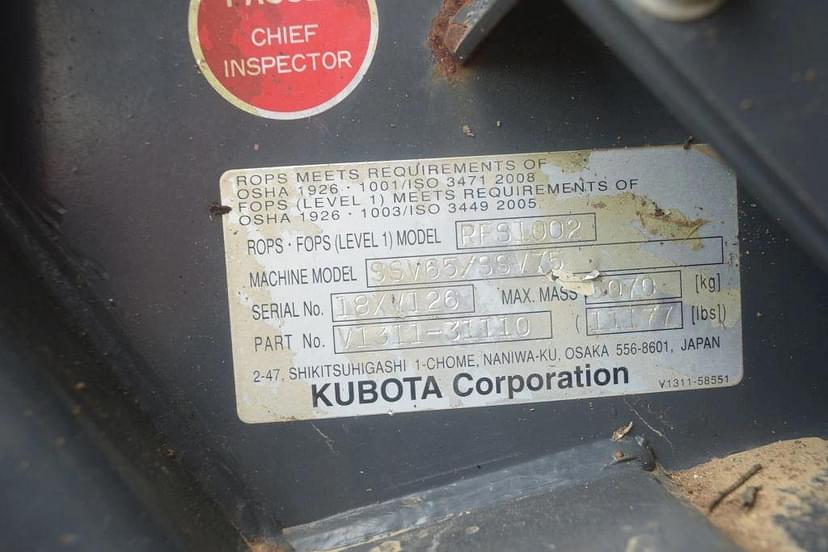 CHIEF
INSPECTOR
ROPS MEETS REQUIREMENTS OF
OSHA 1926 · 1001/ISO 3471 2008
FOPS (LEVEL 1) MEETS REQUIREMENTS OF
OSHA 1926 · 1003/ISO 3449 2005
ROPS · FOPS (LEVEL 1) MODEL RFS1002
MACHINE MODEL SSV65/SSV75
SERIAL No. 18XV126 MAX. MASS 5070 [kg]
PART No. V1311-31110 (11177 [lbs])
2-47, SHIKITSUHIGASHI 1-CHOME, NANIWA-KU, OSAKA 556-8601, JAPAN
KUBOTA Corporation V1311-58551